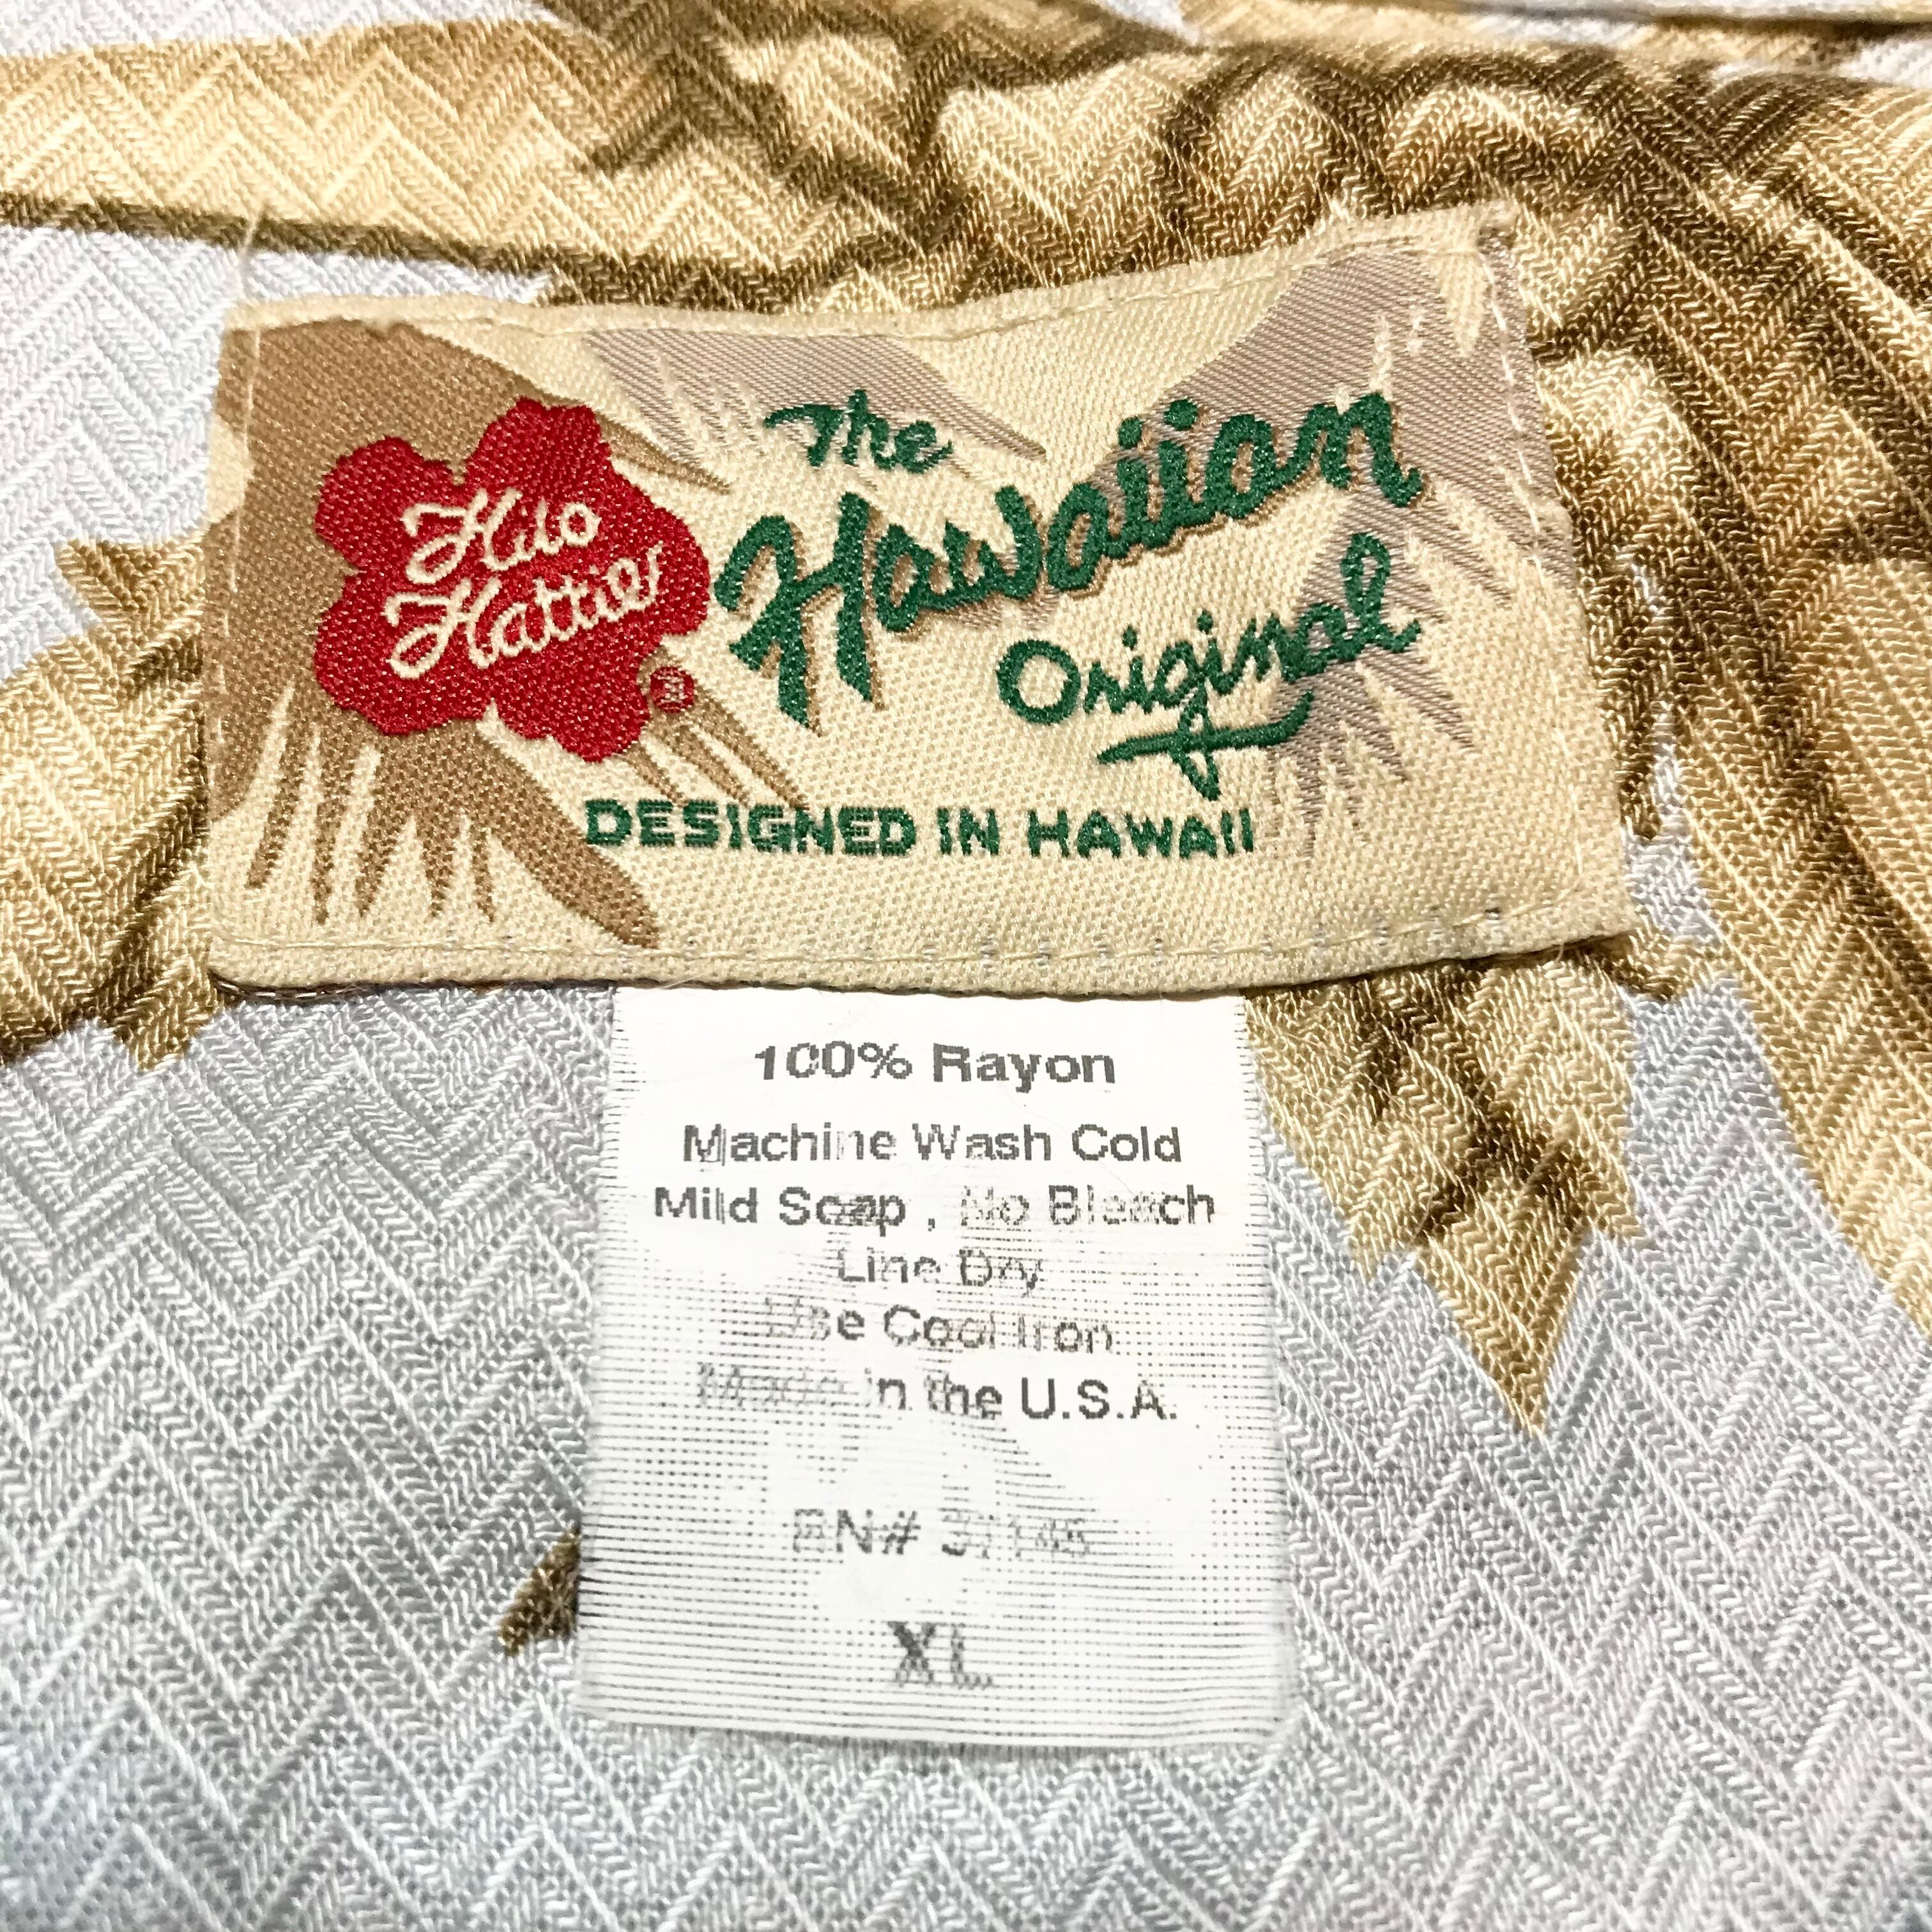 Hilo
Hattie
®
The
Hawaiian
Original
DESIGNED IN HAWAII
100% Rayon
Machine Wash Cold
Mild Soap , No Bleach
Line Dry
Use Cool Iron
Made in the U.S.A.
RN#
XL